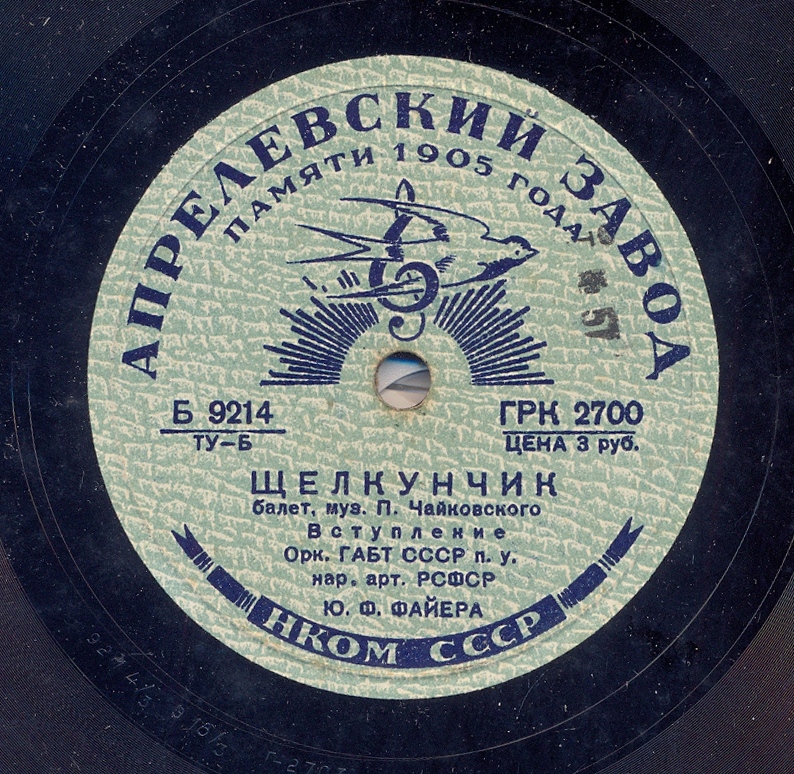 АПРЕЛЕВСКИЙ ЗАВОД
ПАМЯТИ 1905 ГОДА
57
Б 9214
ТУ–Б
ГРК 2700
ЦЕНА 3 руб.
ЩЕЛКУНЧИК
балет, муз. П. Чайковского
Вступление
Орк. ГАБТ СССР п. у.
нар. арт. РСФСР
Ю. Ф. ФАЙЕРА
НКОМ СССР